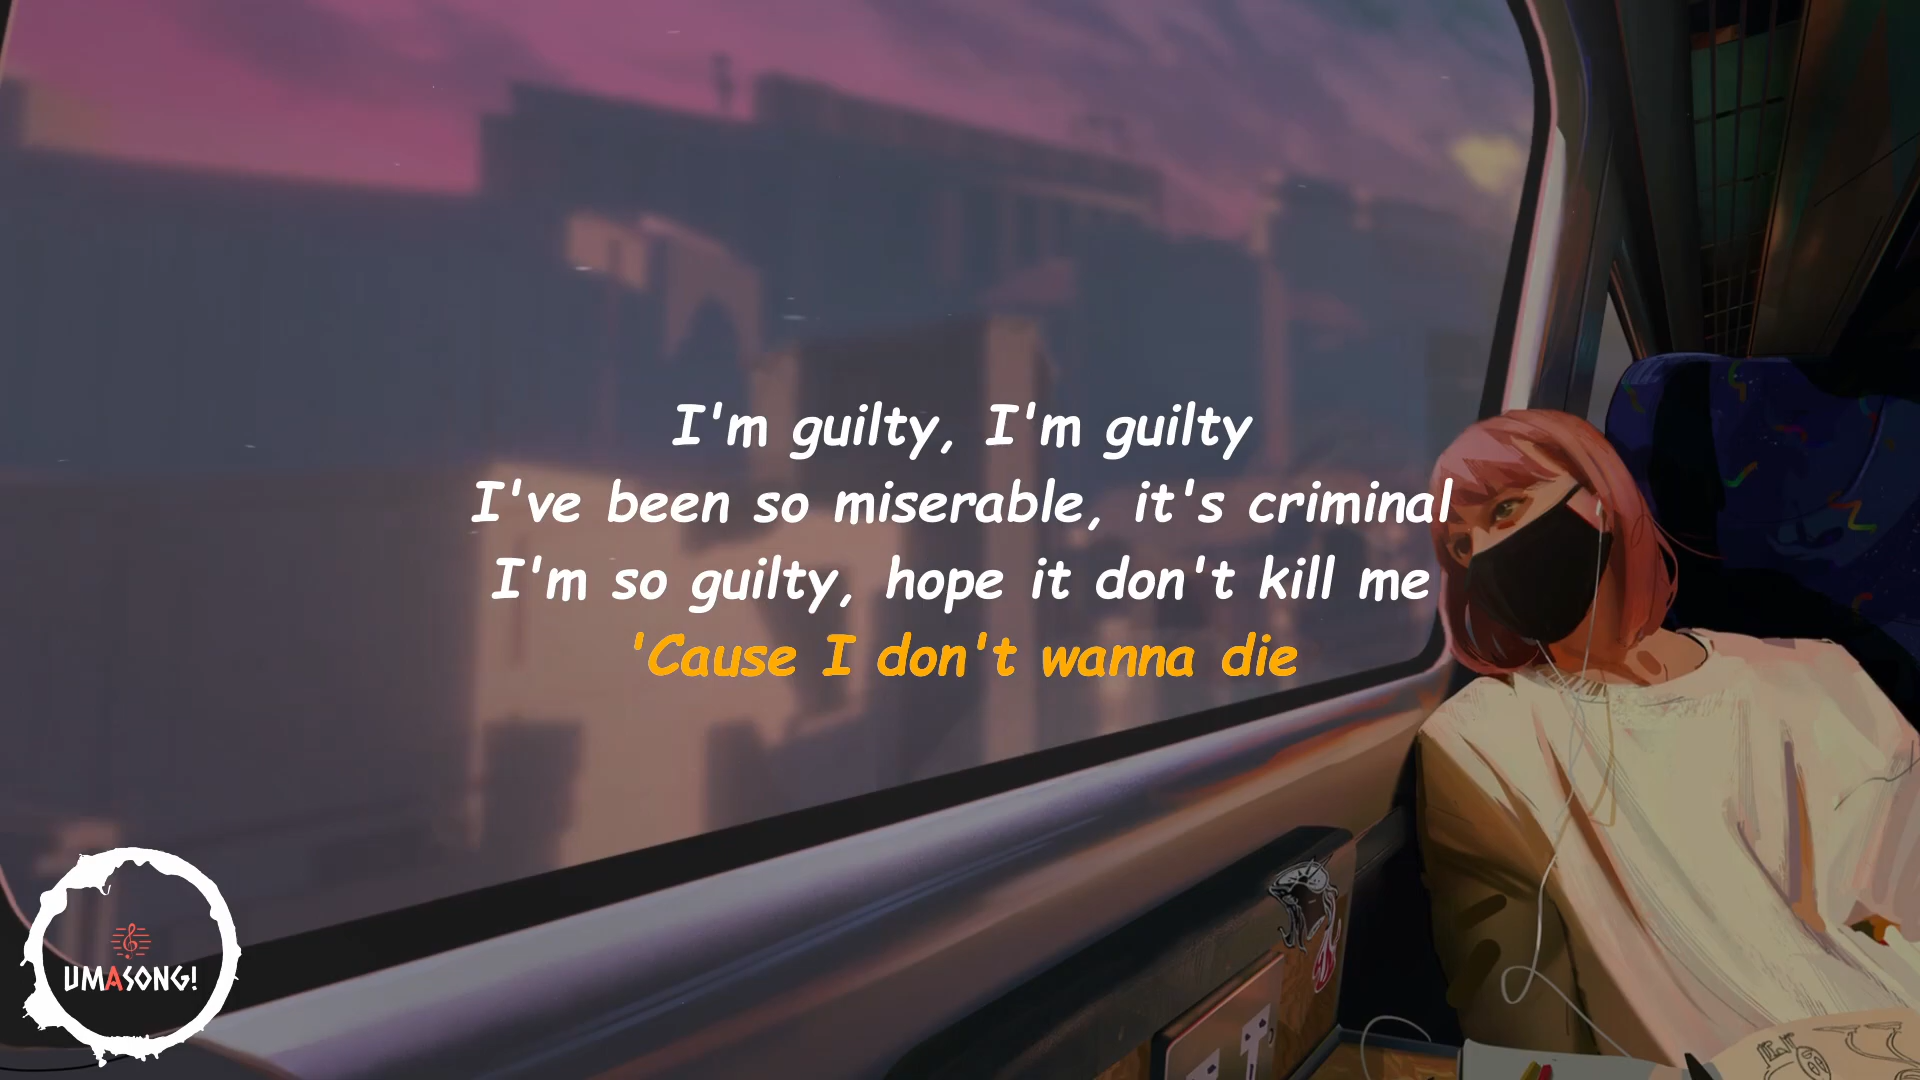 I'm guilty, I'm guilty
I've been so miserable, it's criminal
I'm so guilty, hope it don't kill me
'Cause I don't wanna die
UMASONG!